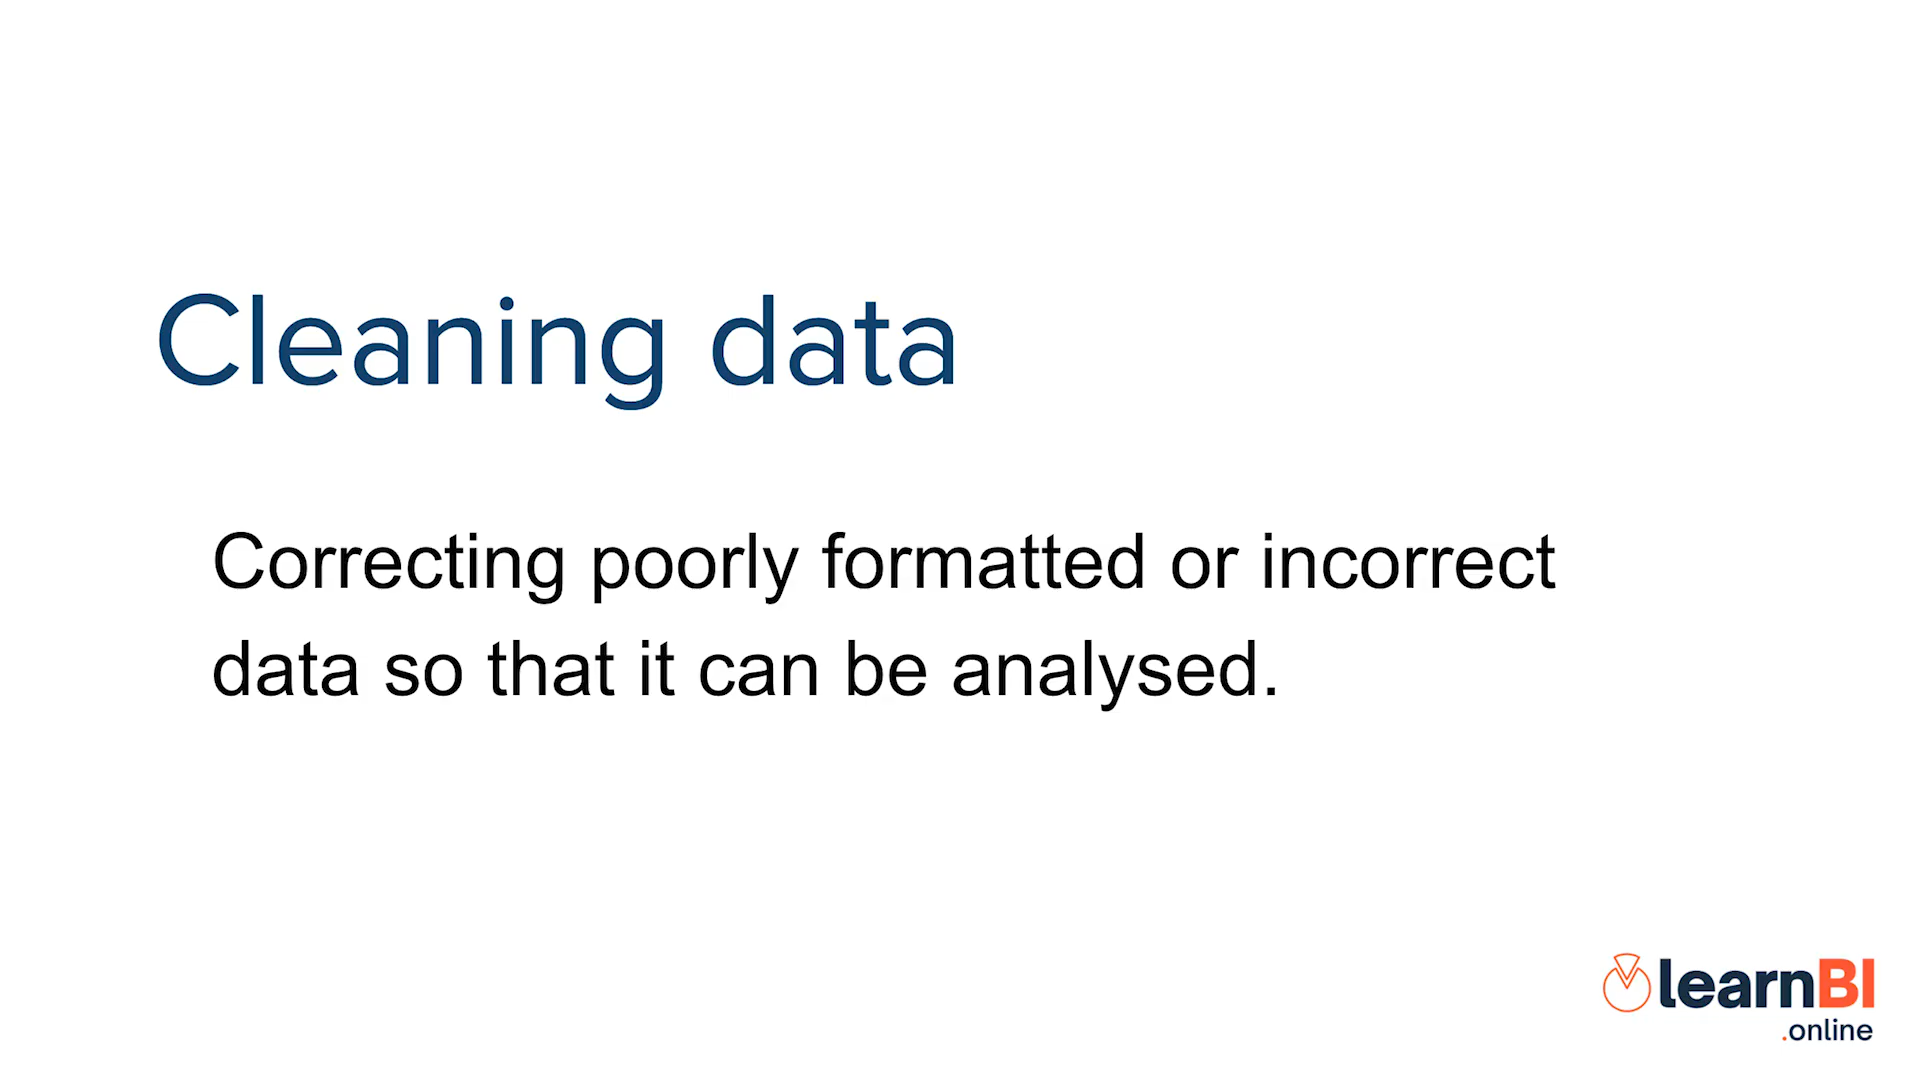 Cleaning data
Correcting poorly formatted or incorrect
data so that it can be analysed.
learnBI
.online